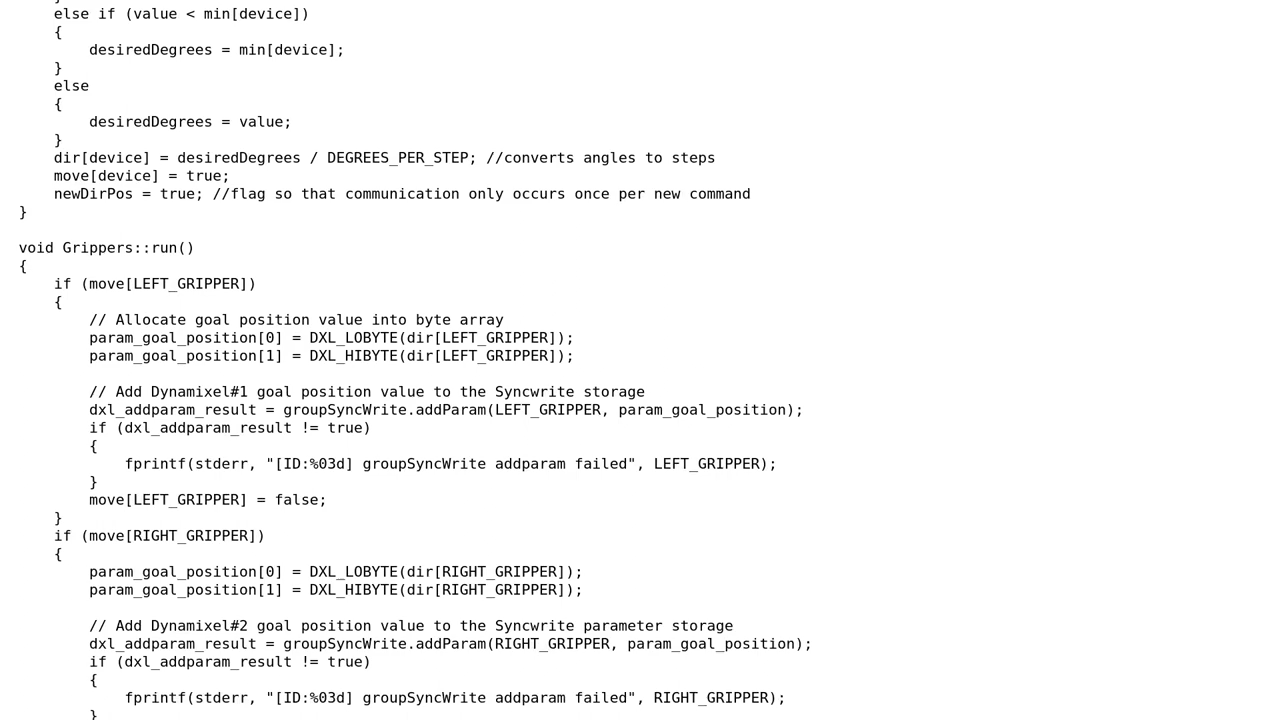 }
    else if (value < min[device])
    {
        desiredDegrees = min[device];
    }
    else
    {
        desiredDegrees = value;
    }
    dir[device] = desiredDegrees / DEGREES_PER_STEP; //converts angles to steps
    move[device] = true;
    newDirPos = true; //flag so that communication only occurs once per new command
}

void Grippers::run()
{
    if (move[LEFT_GRIPPER])
    {
        // Allocate goal position value into byte array
        param_goal_position[0] = DXL_LOBYTE(dir[LEFT_GRIPPER]);
        param_goal_position[1] = DXL_HIBYTE(dir[LEFT_GRIPPER]);

        // Add Dynamixel#1 goal position value to the Syncwrite storage
        dxl_addparam_result = groupSyncWrite.addParam(LEFT_GRIPPER, param_goal_position);
        if (dxl_addparam_result != true)
        {
            fprintf(stderr, "[ID:%03d] groupSyncWrite addparam failed", LEFT_GRIPPER);
        }
        move[LEFT_GRIPPER] = false;
    }
    if (move[RIGHT_GRIPPER])
    {
        param_goal_position[0] = DXL_LOBYTE(dir[RIGHT_GRIPPER]);
        param_goal_position[1] = DXL_HIBYTE(dir[RIGHT_GRIPPER]);

        // Add Dynamixel#2 goal position value to the Syncwrite parameter storage
        dxl_addparam_result = groupSyncWrite.addParam(RIGHT_GRIPPER, param_goal_position);
        if (dxl_addparam_result != true)
        {
            fprintf(stderr, "[ID:%03d] groupSyncWrite addparam failed", RIGHT_GRIPPER);
        }